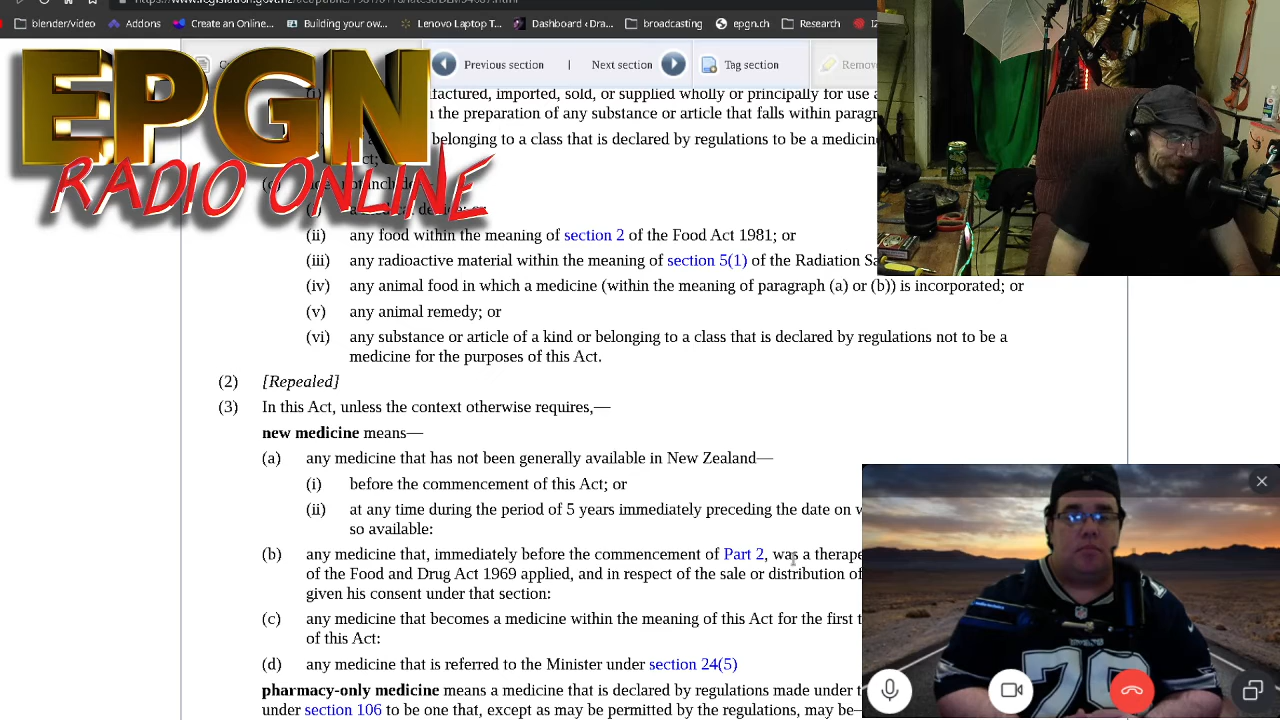 blender/video
Addons
Create an Online...
Building your ow...
Lenovo Laptop T...
Dashboard ‹ Dra...
broadcasting
epgn.ch
Research
EPGN
RADIO ONLINE
Previous section | Next section
Tag section
Remov
factured, imported, sold, or supplied wholly or principally for use a
the preparation of any substance or article that falls within paragr
belonging to a class that is declared by regulations to be a medicin
(ii) any food within the meaning of section 2 of the Food Act 1981; or
(iii) any radioactive material within the meaning of section 5(1) of the Radiation Sa
(iv) any animal food in which a medicine (within the meaning of paragraph (a) or (b)) is incorporated; or
(v) any animal remedy; or
(vi) any substance or article of a kind or belonging to a class that is declared by regulations not to be a
medicine for the purposes of this Act.
(2) [Repealed]
(3) In this Act, unless the context otherwise requires,—
new medicine means—
(a) any medicine that has not been generally available in New Zealand—
(i) before the commencement of this Act; or
(ii) at any time during the period of 5 years immediately preceding the date on w
so available:
(b) any medicine that, immediately before the commencement of Part 2, was a therape
of the Food and Drug Act 1969 applied, and in respect of the sale or distribution of
given his consent under that section:
(c) any medicine that becomes a medicine within the meaning of this Act for the first t
of this Act:
(d) any medicine that is referred to the Minister under section 24(5)
pharmacy-only medicine means a medicine that is declared by regulations made under t
under section 106 to be one that, except as may be permitted by the regulations, may be—